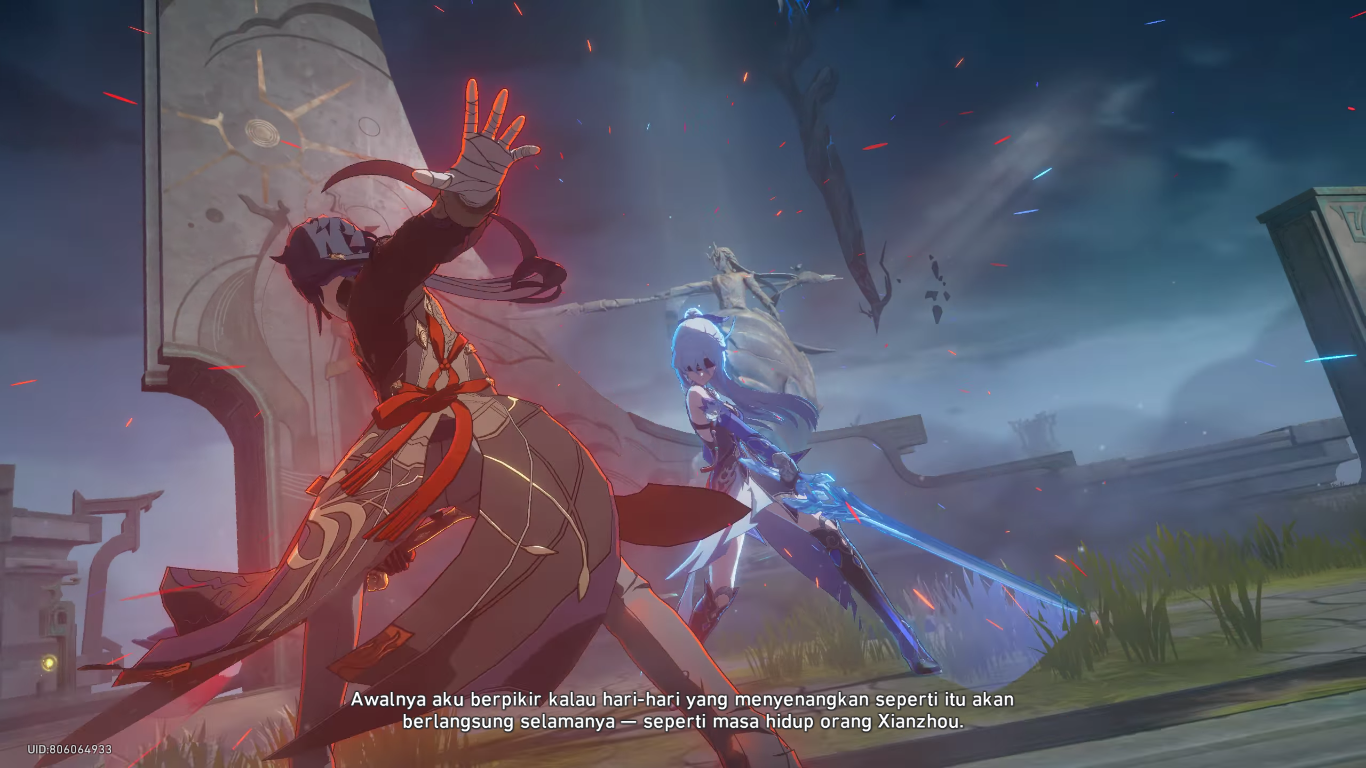 Awalnya aku berpikir kalau hari-hari yang menyenangkan seperti itu akan
berlangsung selamanya — seperti masa hidup orang Xianzhou.
UID:806064933